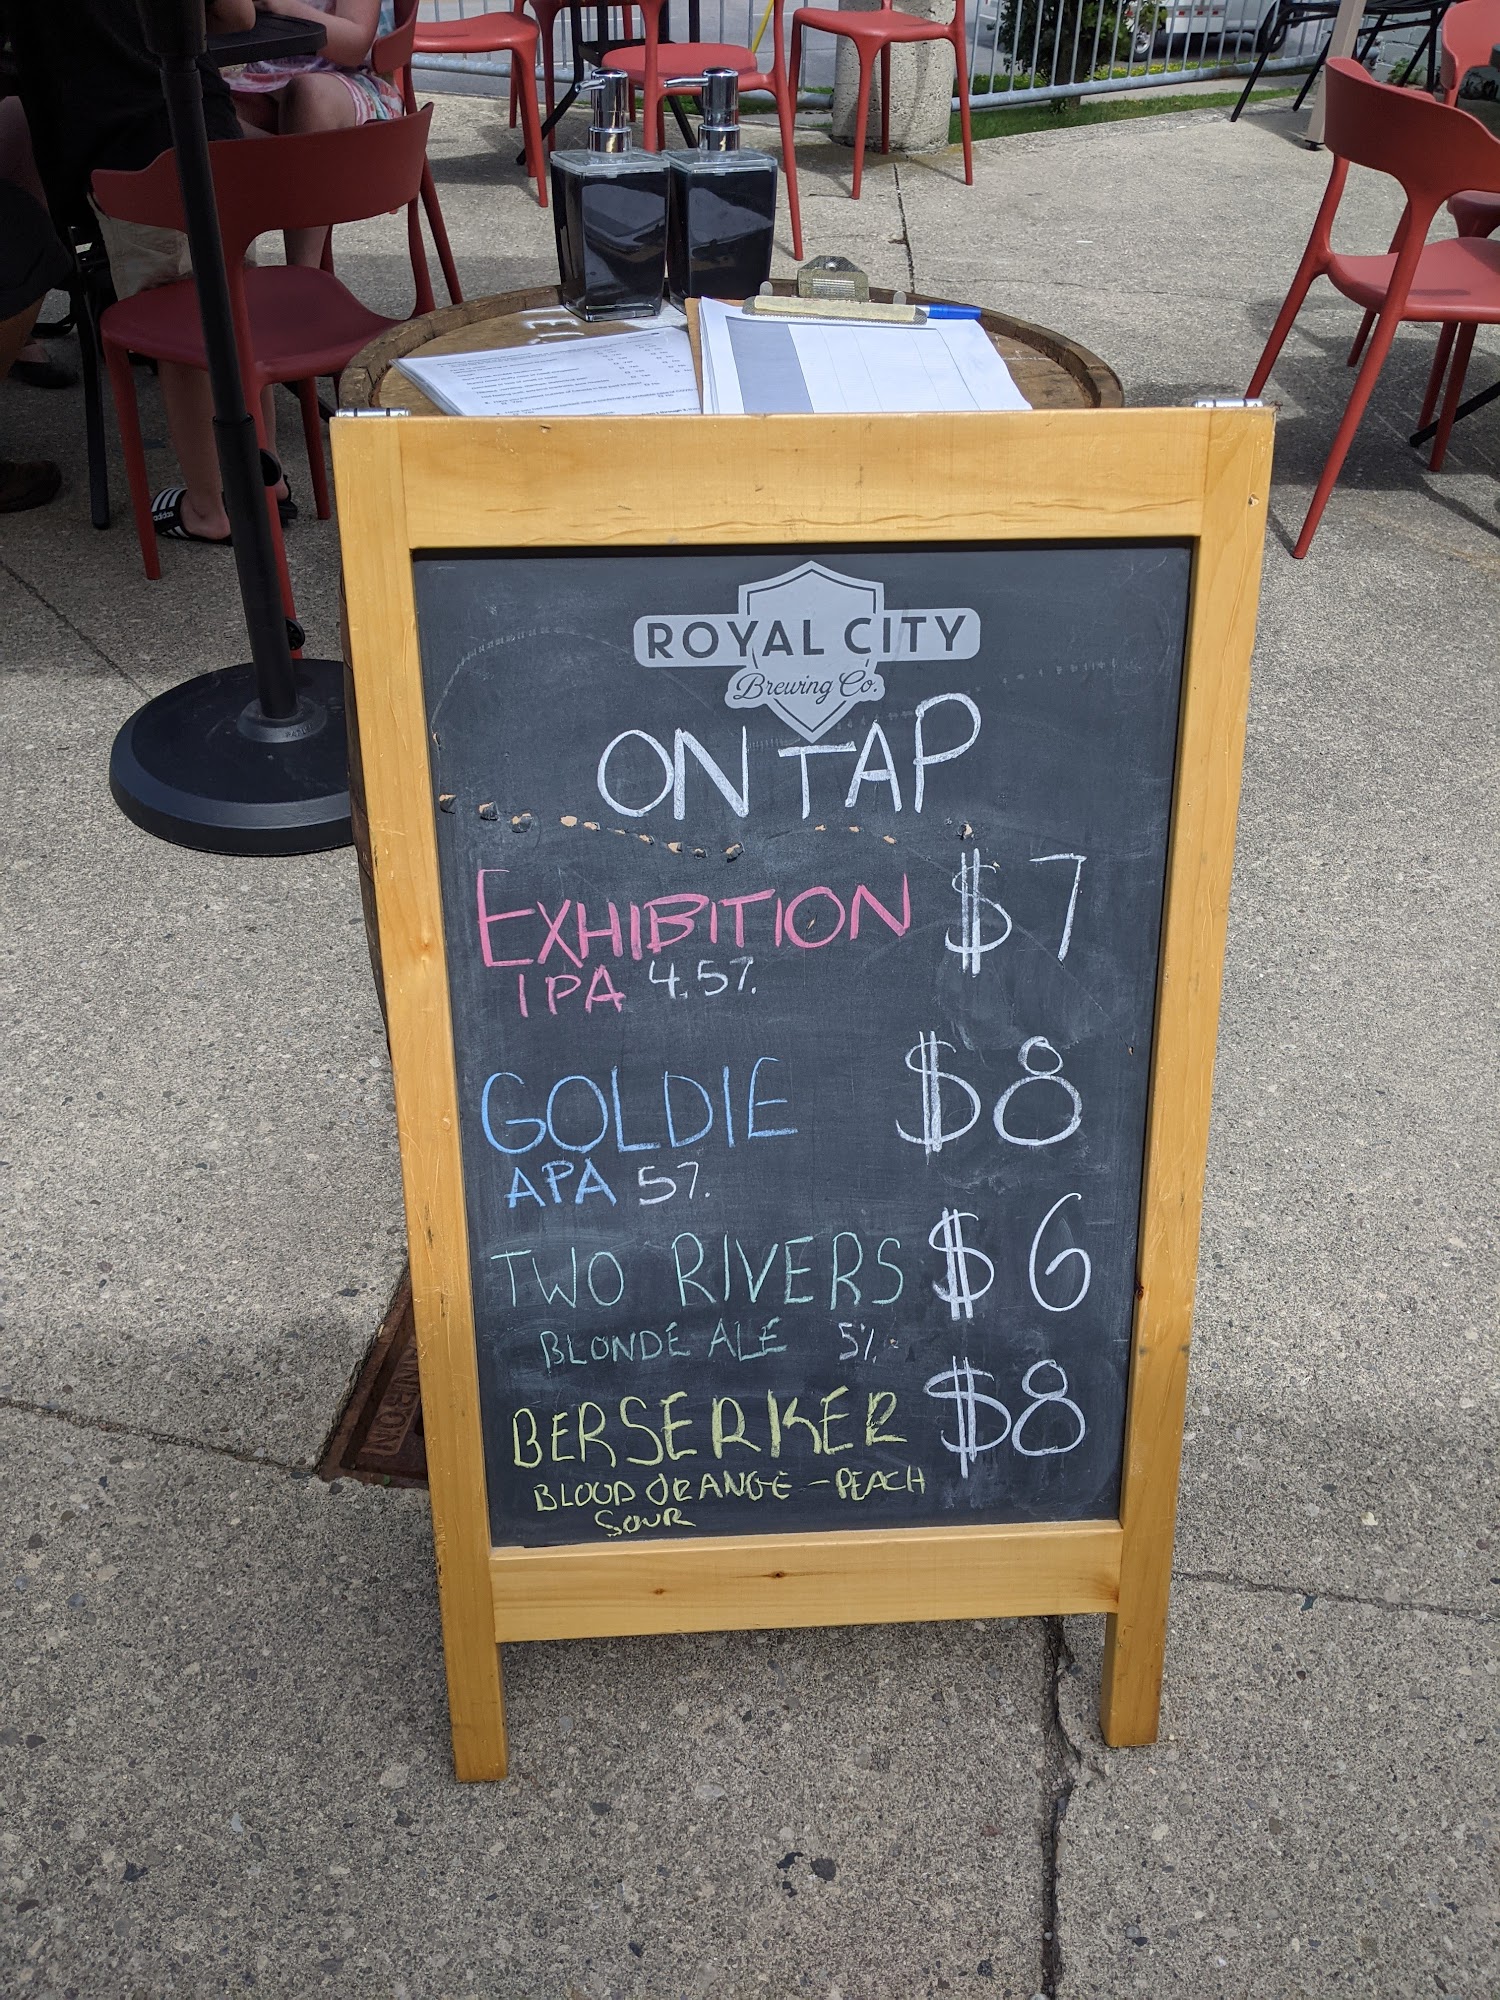 ROYAL CITY
Brewing Co.
ON TAP
EXHIBITION $7
IPA 4.5%
GOLDIE $8
APA 5%
TWO RIVERS $6
BLONDE ALE 5%
BERSERKER $8
BLOOD ORANGE - PEACH
SOUR
adidas